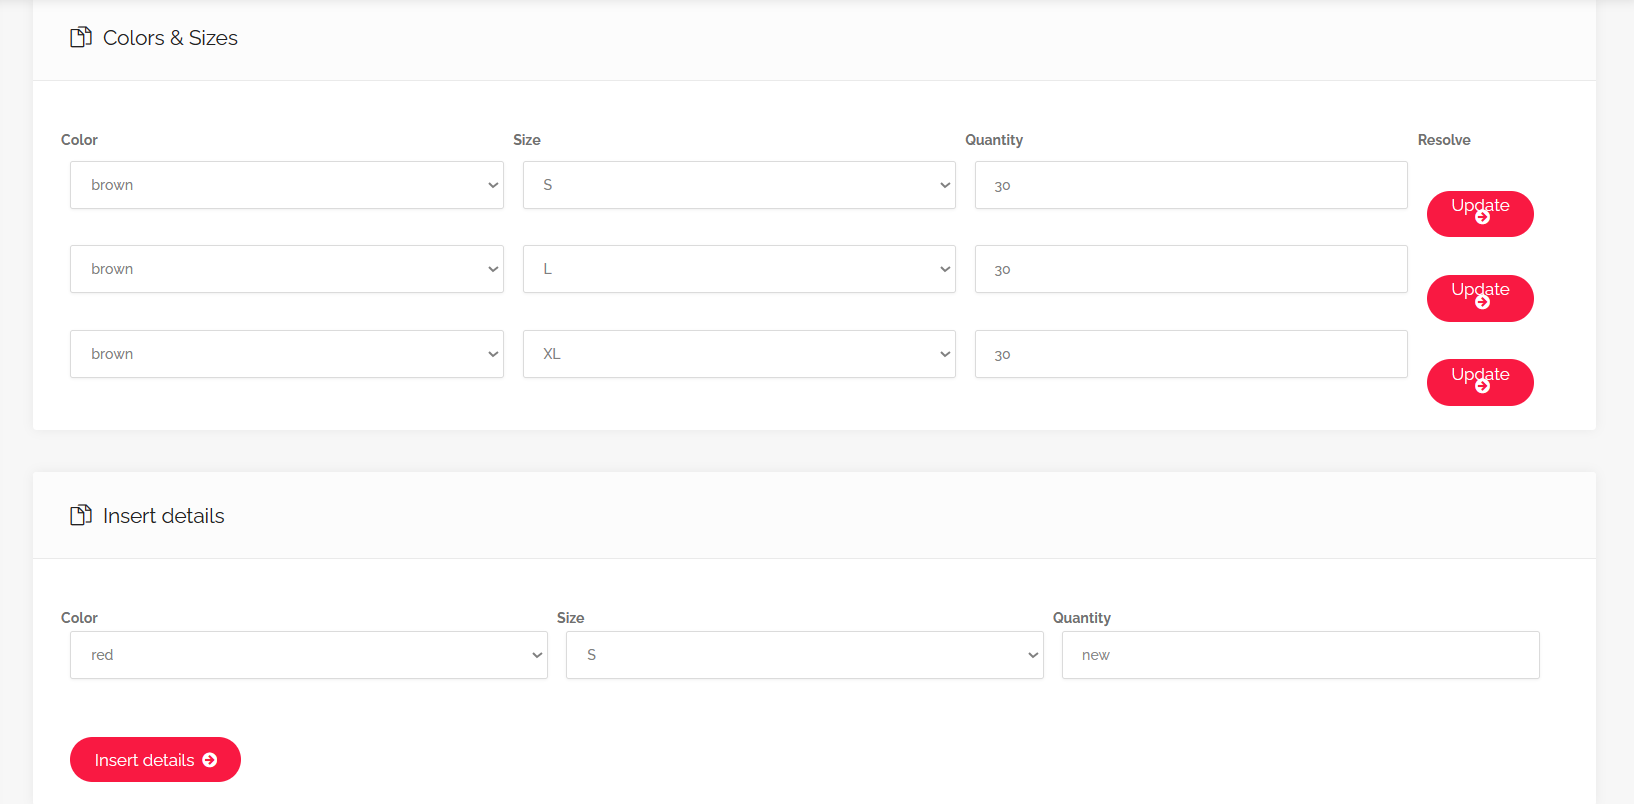 Colors & Sizes
Color Size Quantity Resolve
brown S 30
Update
brown L 30
Update
brown XL 30
Update
Insert details
Color Size Quantity
red S new
Insert details